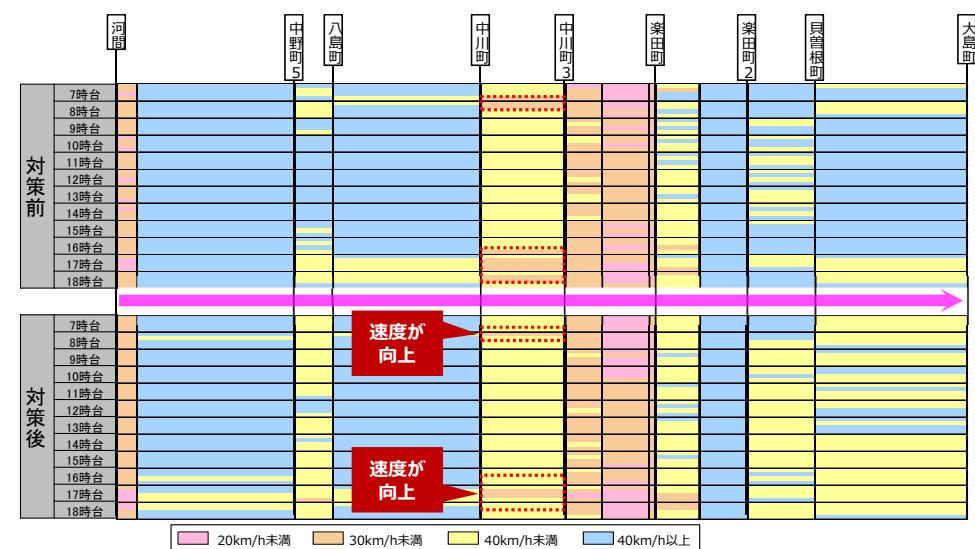 河間
中野町5
八島町
中川町
中川町3
楽田町
楽田町2
貝曽根町
大島町
対策前
7時台
8時台
9時台
10時台
11時台
12時台
13時台
14時台
15時台
16時台
17時台
18時台
対策後
7時台
8時台
9時台
10時台
11時台
12時台
13時台
14時台
15時台
16時台
17時台
18時台
速度が
向上
速度が
向上
20km/h未満
30km/h未満
40km/h未満
40km/h以上